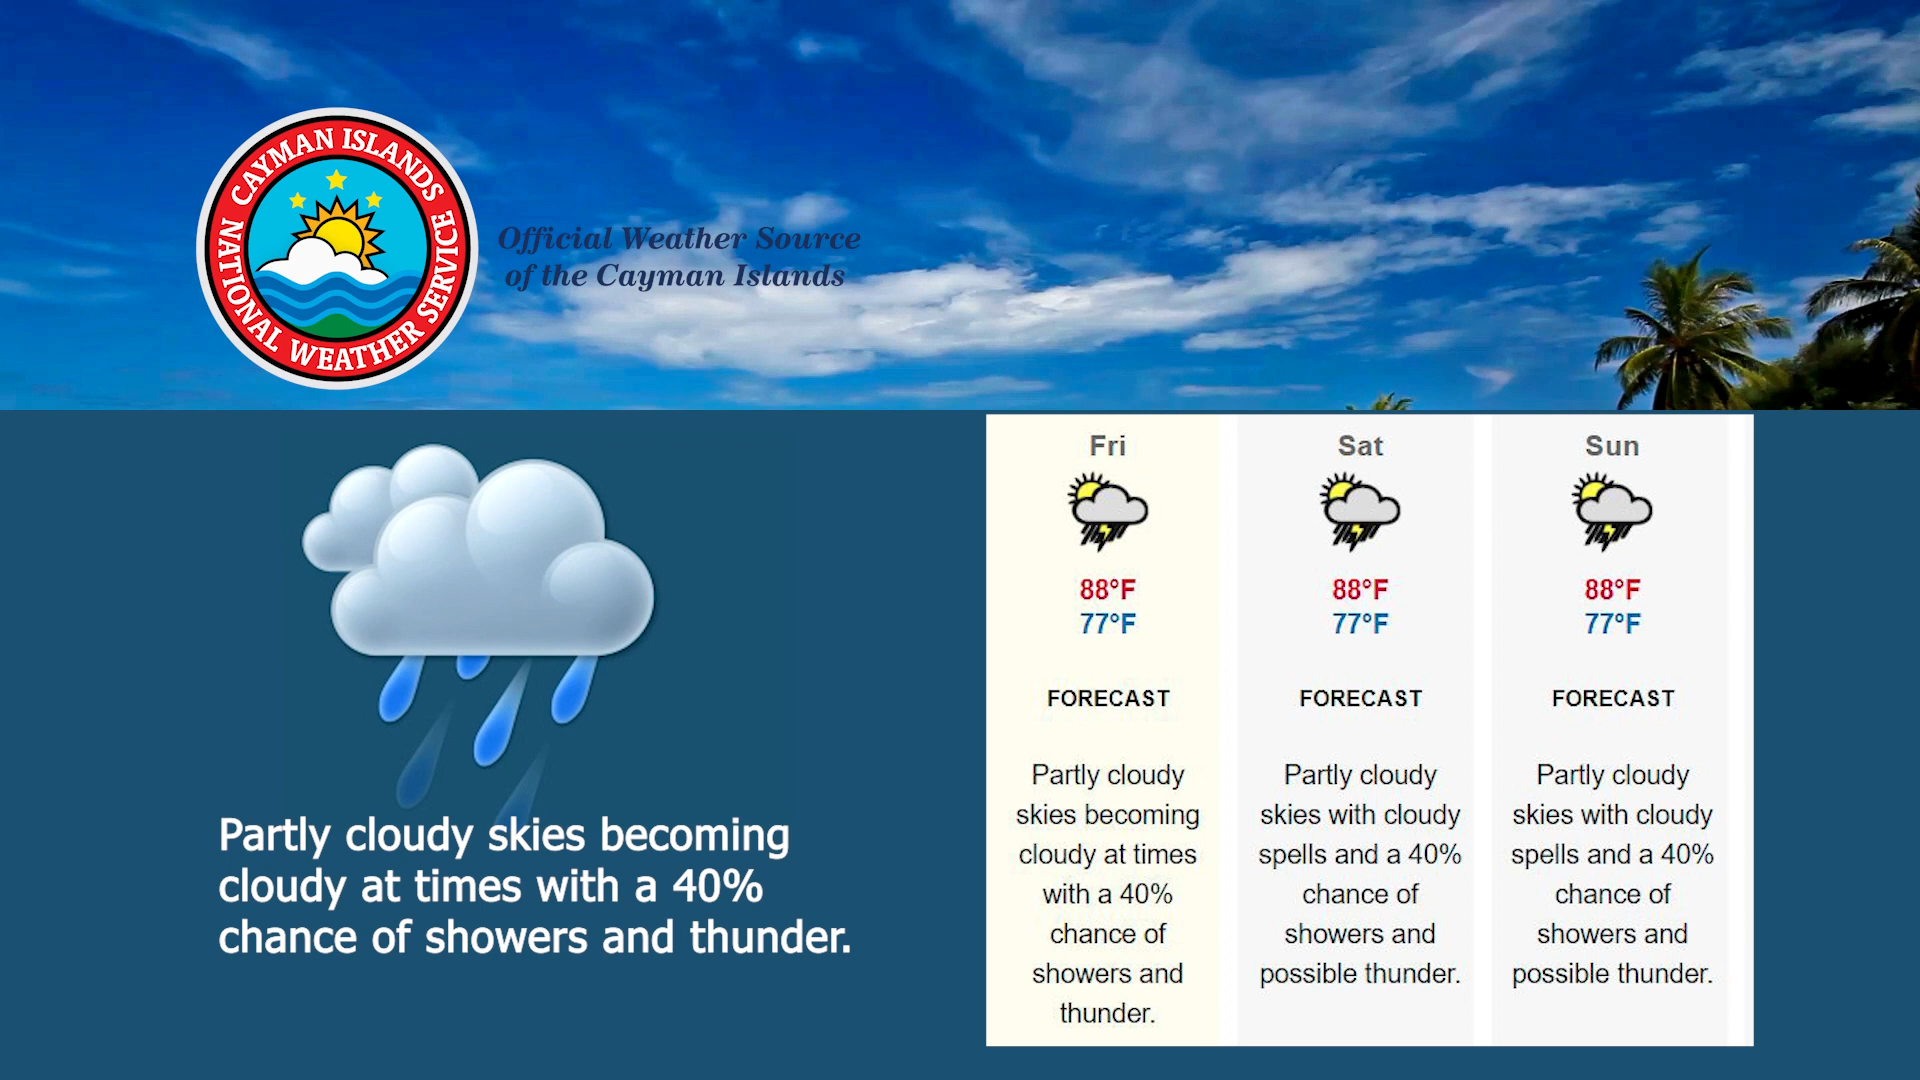 CAYMAN ISLANDS
NATIONAL WEATHER SERVICE
Official Weather Source
of the Cayman Islands
Partly cloudy skies becoming
cloudy at times with a 40%
chance of showers and thunder.
Fri
88°F
77°F
FORECAST
Partly cloudy
skies becoming
cloudy at times
with a 40%
chance of
showers and
thunder.
Sat
88°F
77°F
FORECAST
Partly cloudy
skies with cloudy
spells and a 40%
chance of
showers and
possible thunder.
Sun
88°F
77°F
FORECAST
Partly cloudy
skies with cloudy
spells and a 40%
chance of
showers and
possible thunder.